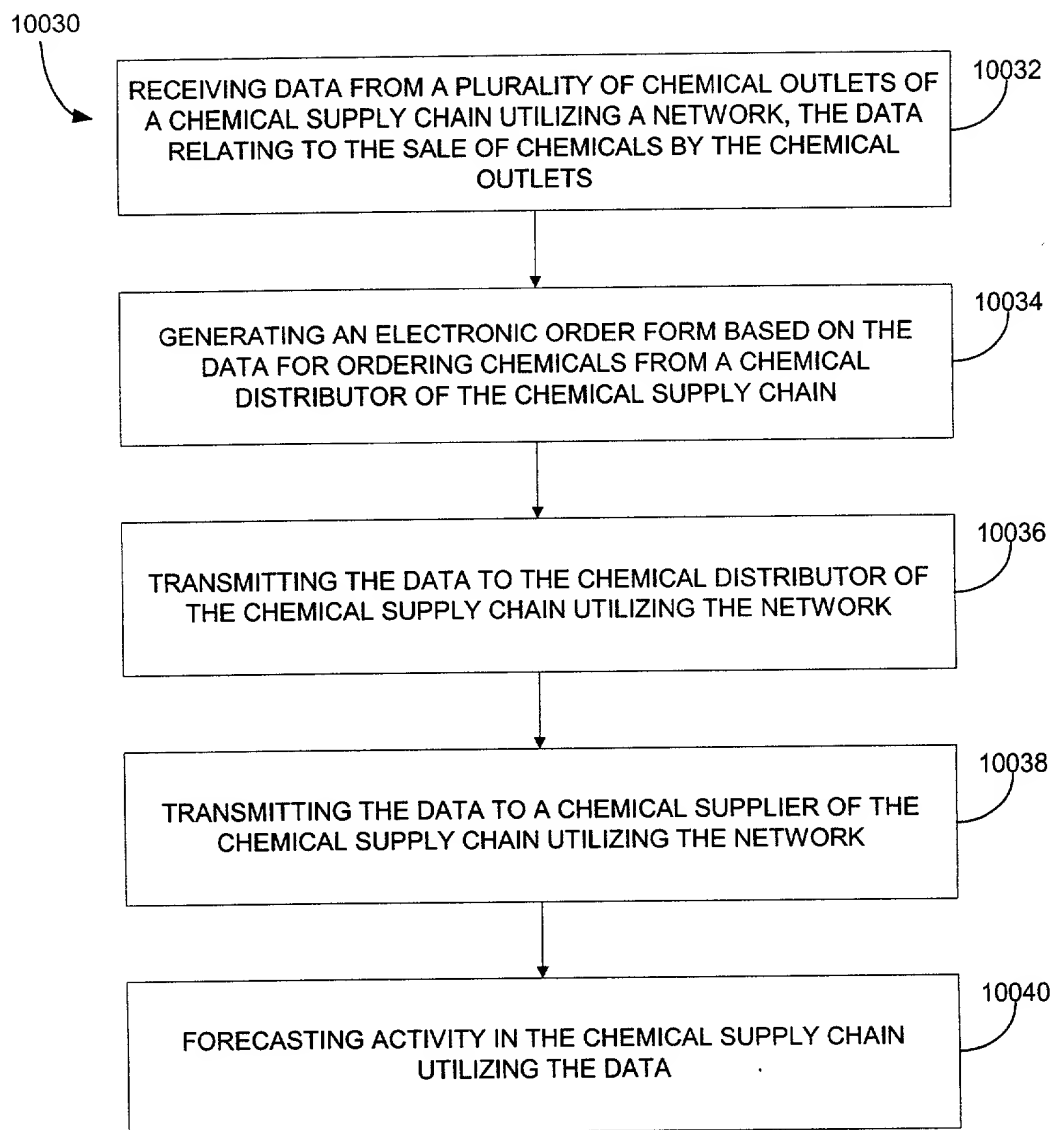 10030
10032
RECEIVING DATA FROM A PLURALITY OF CHEMICAL OUTLETS OF
A CHEMICAL SUPPLY CHAIN UTILIZING A NETWORK, THE DATA
RELATING TO THE SALE OF CHEMICALS BY THE CHEMICAL
OUTLETS
10034
GENERATING AN ELECTRONIC ORDER FORM BASED ON THE
DATA FOR ORDERING CHEMICALS FROM A CHEMICAL
DISTRIBUTOR OF THE CHEMICAL SUPPLY CHAIN
10036
TRANSMITTING THE DATA TO THE CHEMICAL DISTRIBUTOR OF
THE CHEMICAL SUPPLY CHAIN UTILIZING THE NETWORK
10038
TRANSMITTING THE DATA TO A CHEMICAL SUPPLIER OF THE
CHEMICAL SUPPLY CHAIN UTILIZING THE NETWORK
10040
FORECASTING ACTIVITY IN THE CHEMICAL SUPPLY CHAIN
UTILIZING THE DATA